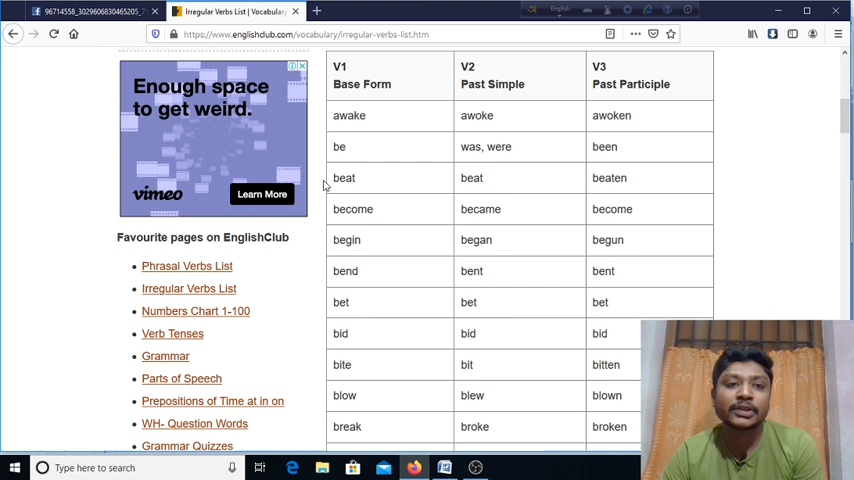 96714558_3029606830465205_7
Irregular Verbs List | Vocabulary
English
https://www.englishclub.com/vocabulary/irregular-verbs-list.htm
Enough space
to get weird.
vimeo
Learn More
Favourite pages on EnglishClub
Phrasal Verbs List
Irregular Verbs List
Numbers Chart 1-100
Verb Tenses
Grammar
Parts of Speech
Prepositions of Time at in on
WH- Question Words
Grammar Quizzes
V1 V2 V3
Base Form Past Simple Past Participle
awake awoke awoken
be was, were been
beat beat beaten
become became become
begin began begun
bend bent bent
bet bet bet
bid bid bid
bite bit bitten
blow blew blown
break broke broken
Type here to search